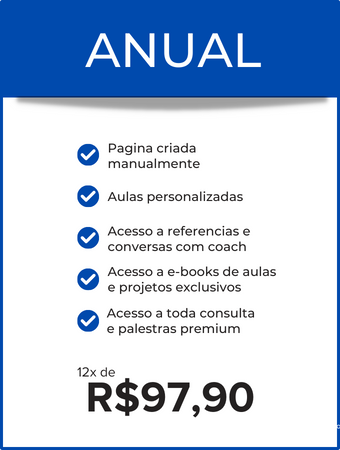 ANUAL
Pagina criada
manualmente
Aulas personalizadas
Acesso a referencias e
conversas com coach
Acesso a e-books de aulas
e projetos exclusivos
Acesso a toda consulta
e palestras premium
12x de
R$97,90